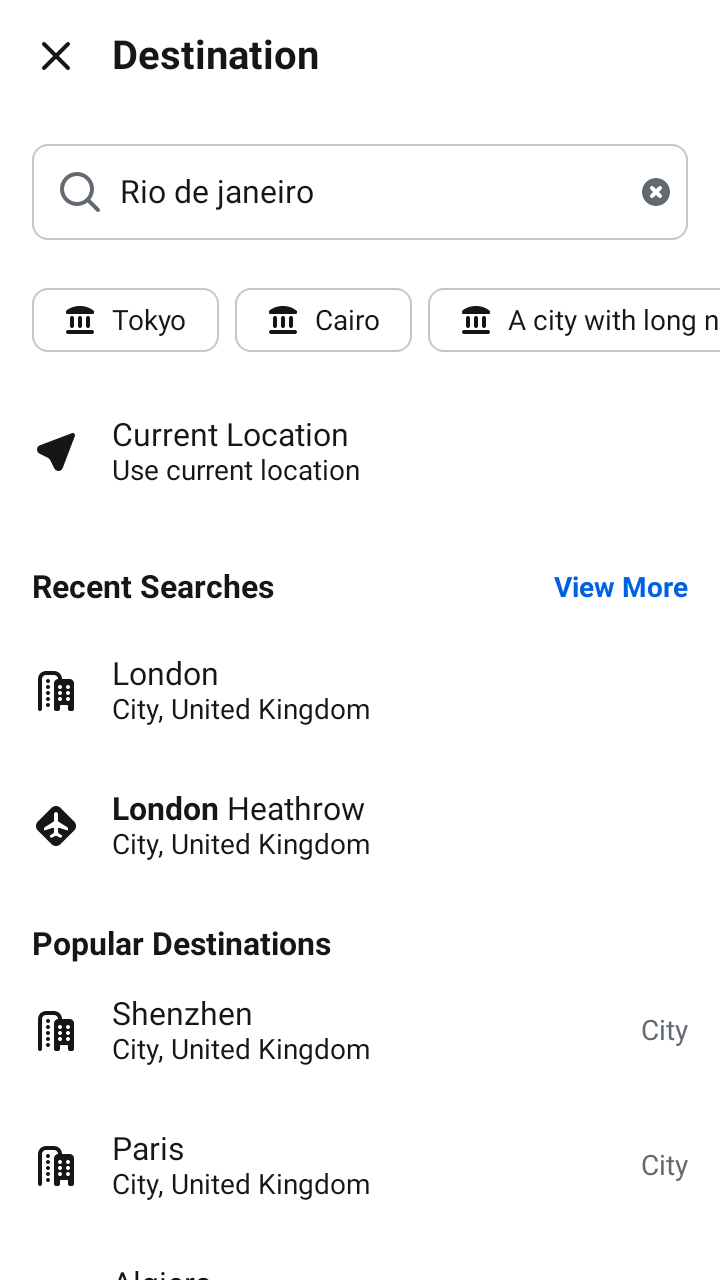 Destination
Rio de janeiro
Tokyo
Cairo
A city with long n
Current Location
Use current location
Recent Searches
View More
London
City, United Kingdom
London Heathrow
City, United Kingdom
Popular Destinations
Shenzhen
City, United Kingdom
City
Paris
City, United Kingdom
City